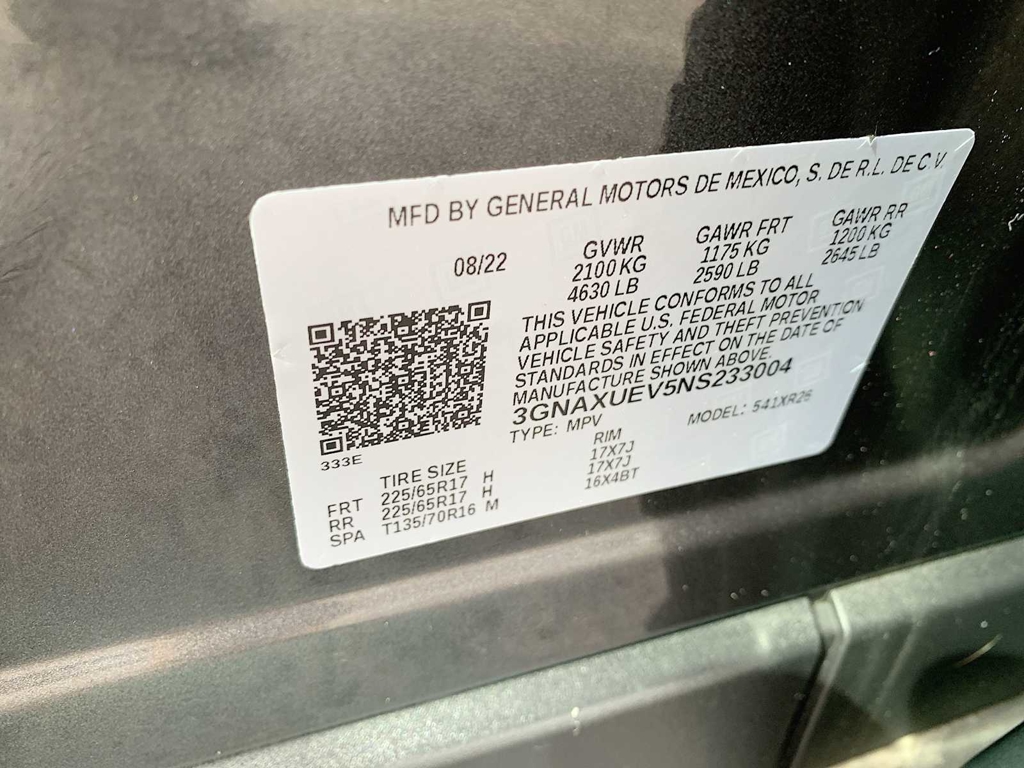 MFD BY GENERAL MOTORS DE MEXICO, S. DE R.L. DE C.V.
08/22 GVWR GAWR FRT GAWR RR
2100 KG 1175 KG 1200 KG
4630 LB 2590 LB 2645 LB
THIS VEHICLE CONFORMS TO ALL
APPLICABLE U.S. FEDERAL MOTOR
VEHICLE SAFETY AND THEFT PREVENTION
STANDARDS IN EFFECT ON THE DATE OF
MANUFACTURE SHOWN ABOVE.
3GNAXUEV5NS233004
TYPE: MPV MODEL: 541XR26
333E
TIRE SIZE RIM
FRT 225/65R17 H 17X7J
RR 225/65R17 H 17X7J
SPA T135/70R16 M 16X4BT